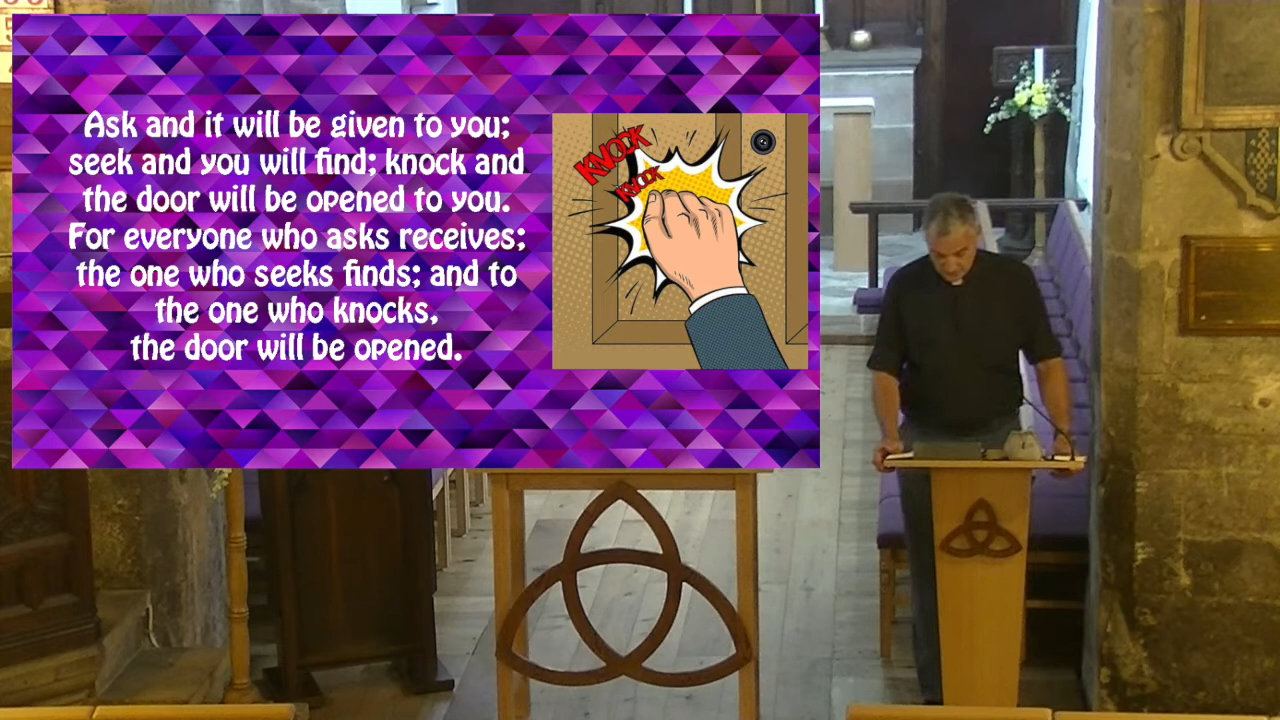 Ask and it will be given to you;
seek and you will find; knock and
the door will be opened to you.
For everyone who asks receives;
the one who seeks finds; and to
the one who knocks,
the door will be opened.
KNOCK
KNOCK